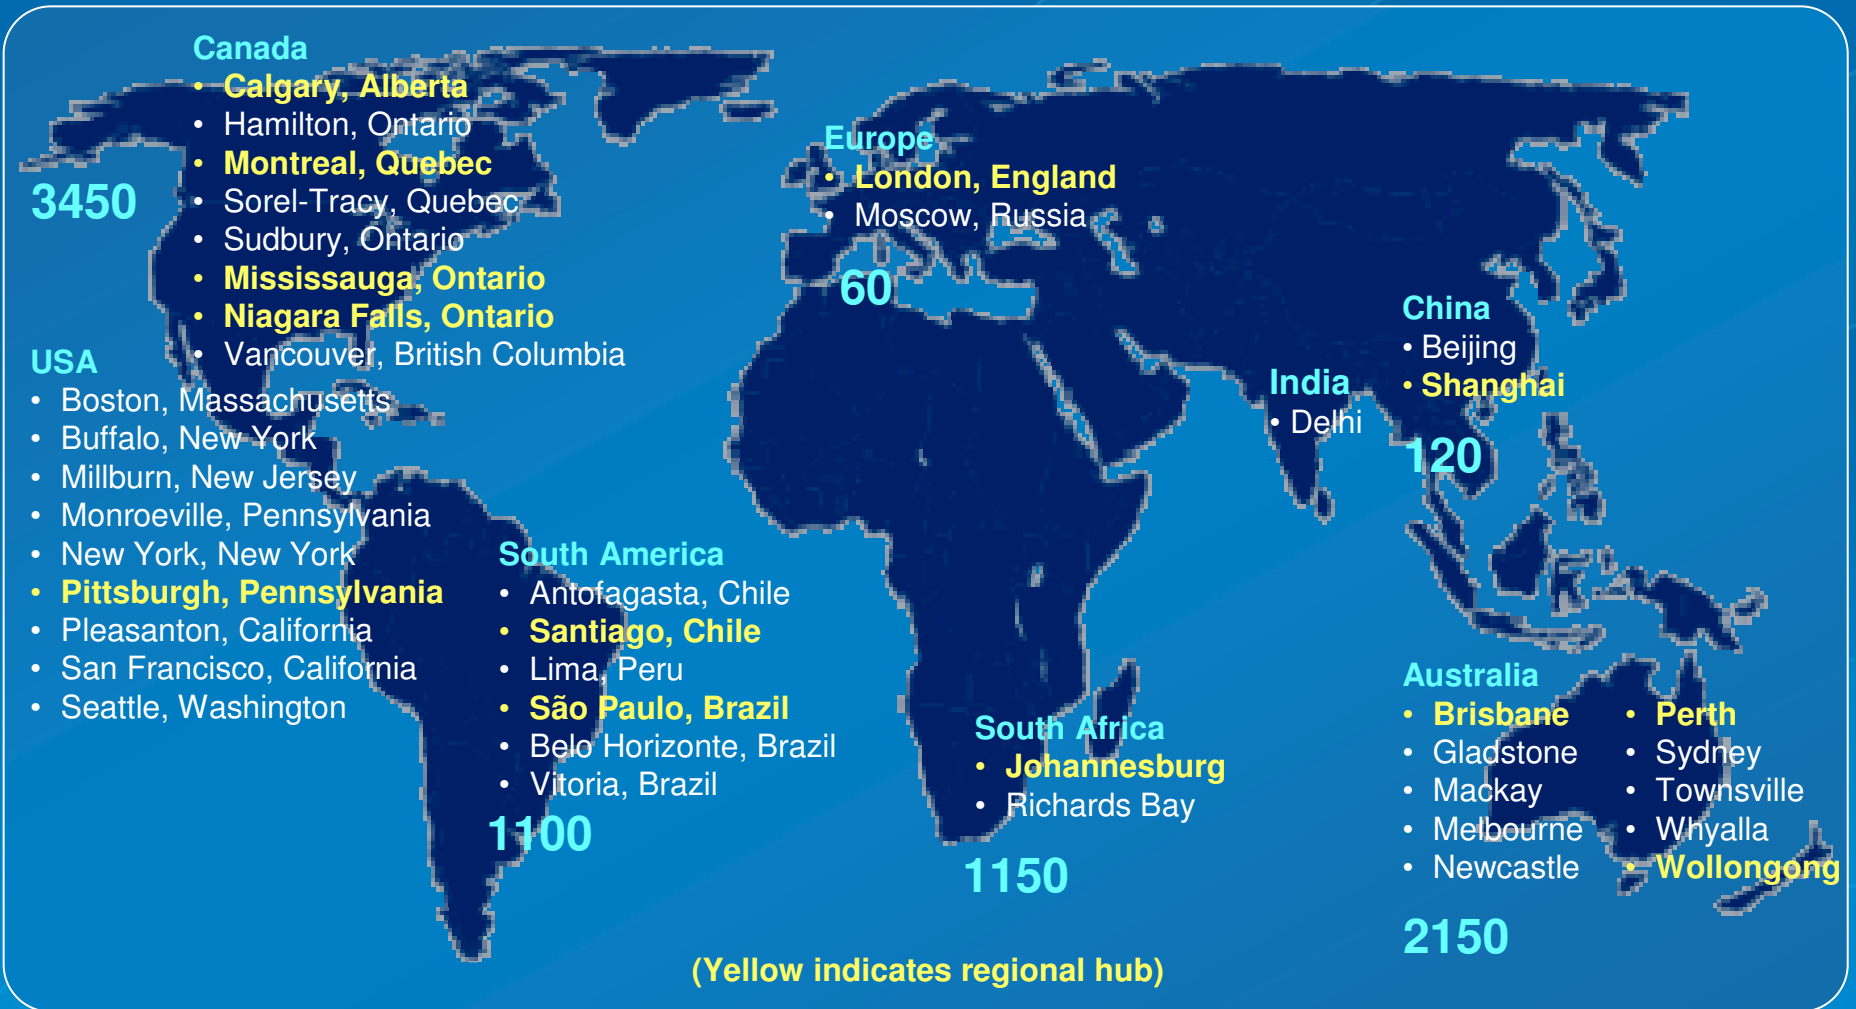 Canada
• Calgary, Alberta
• Hamilton, Ontario
• Montreal, Quebec
• Sorel-Tracy, Quebec
• Sudbury, Ontario
• Mississauga, Ontario
• Niagara Falls, Ontario
• Vancouver, British Columbia
3450
USA
• Boston, Massachusetts
• Buffalo, New York
• Millburn, New Jersey
• Monroeville, Pennsylvania
• New York, New York
• Pittsburgh, Pennsylvania
• Pleasanton, California
• San Francisco, California
• Seattle, Washington
South America
• Antofagasta, Chile
• Santiago, Chile
• Lima, Peru
• São Paulo, Brazil
• Belo Horizonte, Brazil
• Vitoria, Brazil
1100
Europe
• London, England
• Moscow, Russia
60
South Africa
• Johannesburg
• Richards Bay
1150
India
• Delhi
China
• Beijing
• Shanghai
120
Australia
• Brisbane
• Gladstone
• Mackay
• Melbourne
• Newcastle
• Perth
• Sydney
• Townsville
• Whyalla
• Wollongong
2150
(Yellow indicates regional hub)